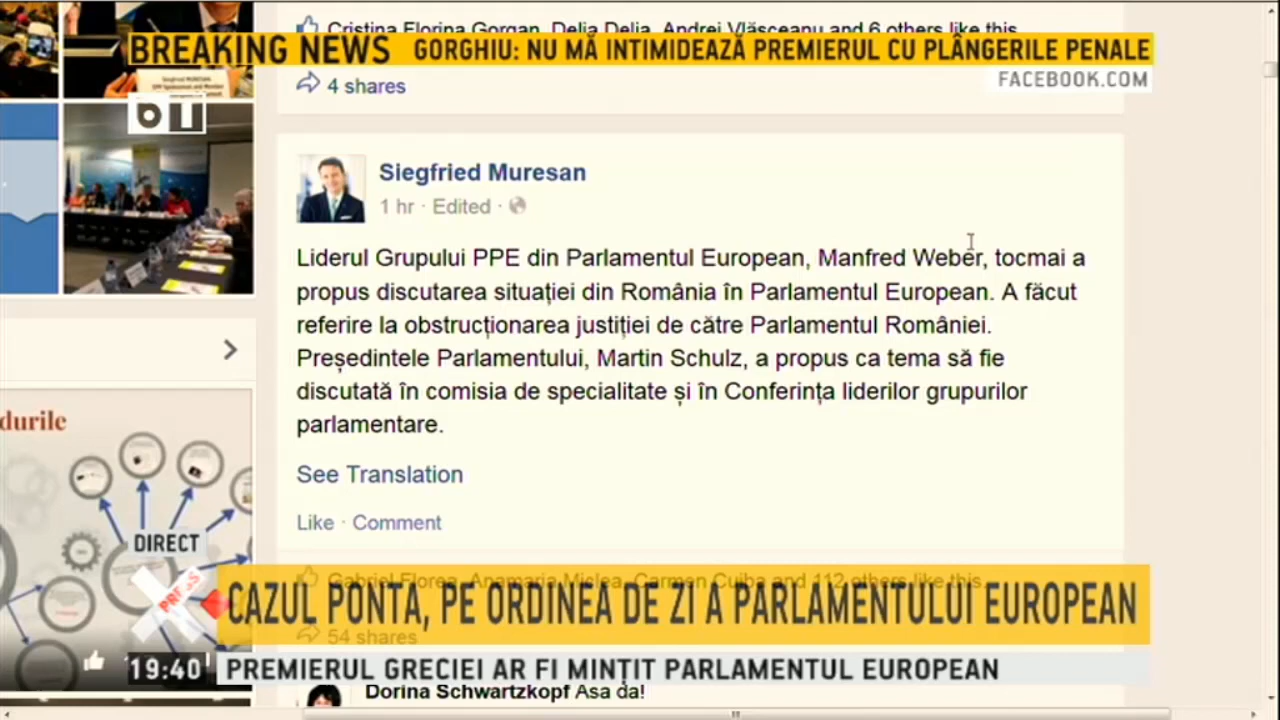 Cristina Florina Gorgan, Delia Delia, Andrei Vlăsceanu and 6 others like this.
BREAKING NEWS GORGHIU: NU MĂ INTIMIDEAZĂ PREMIERUL CU PLÂNGERILE PENALE
FACEBOOK.COM
4 shares
Siegfried MUREȘAN
B1
Siegfried Muresan
1 hr · Edited ·
Liderul Grupului PPE din Parlamentul European, Manfred Weber, tocmai a
propus discutarea situației din România în Parlamentul European. A făcut
referire la obstrucționarea justiției de către Parlamentul României.
Președintele Parlamentului, Martin Schulz, a propus ca tema să fie
discutată în comisia de specialitate și în Conferința liderilor grupurilor
parlamentare.
See Translation
Like · Comment
durile
DIRECT
Gabriel Florea, Anamaria Miclea, Carmen Cuiba and 112 others like this.
PRESS
CAZUL PONTA, PE ORDINEA DE ZI A PARLAMENTULUI EUROPEAN
54 shares
19:40 PREMIERUL GRECIEI AR FI MINȚIT PARLAMENTUL EUROPEAN
Dorina Schwartzkopf Asa da!